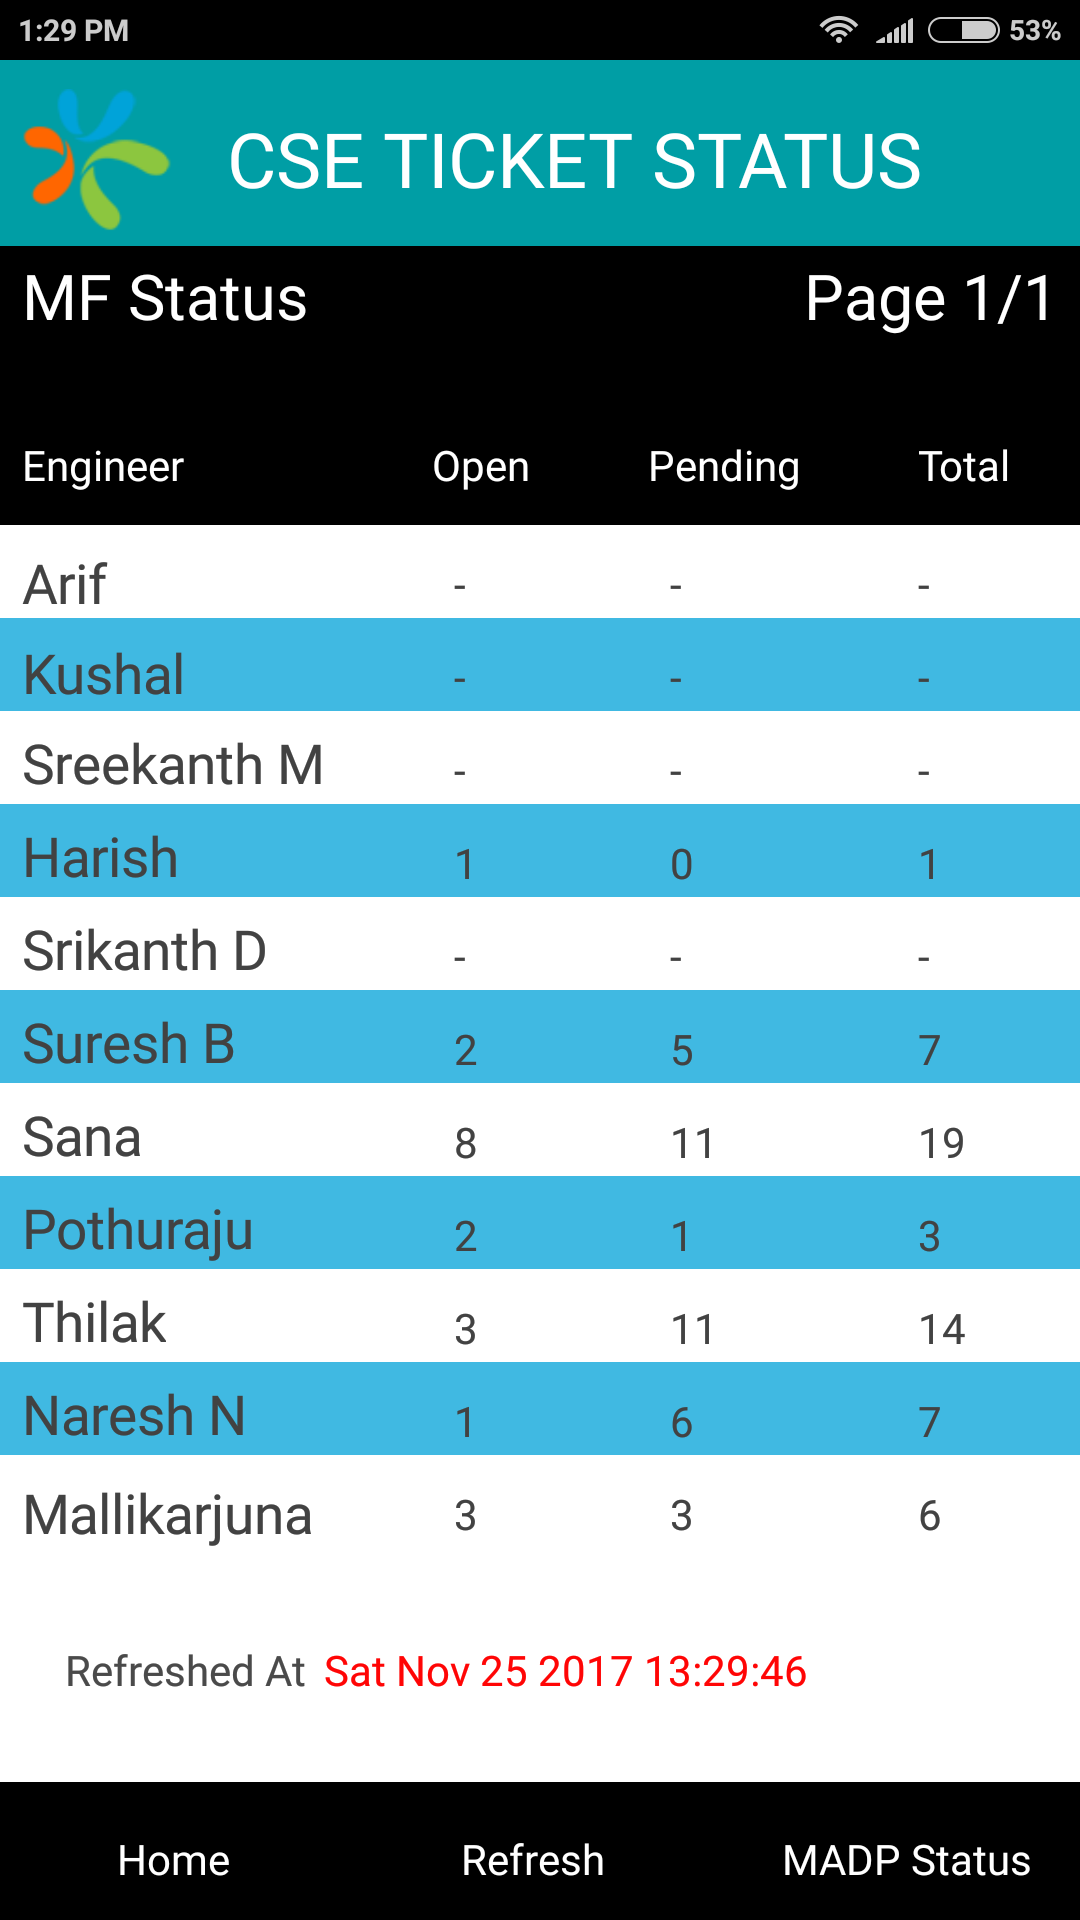 1:29 PM 53%
CSE TICKET STATUS
MF Status Page 1/1
Engineer Open Pending Total
Arif - - -
Kushal - - -
Sreekanth M - - -
Harish 1 0 1
Srikanth D - - -
Suresh B 2 5 7
Sana 8 11 19
Pothuraju 2 1 3
Thilak 3 11 14
Naresh N 1 6 7
Mallikarjuna 3 3 6
Refreshed At Sat Nov 25 2017 13:29:46
Home Refresh MADP Status